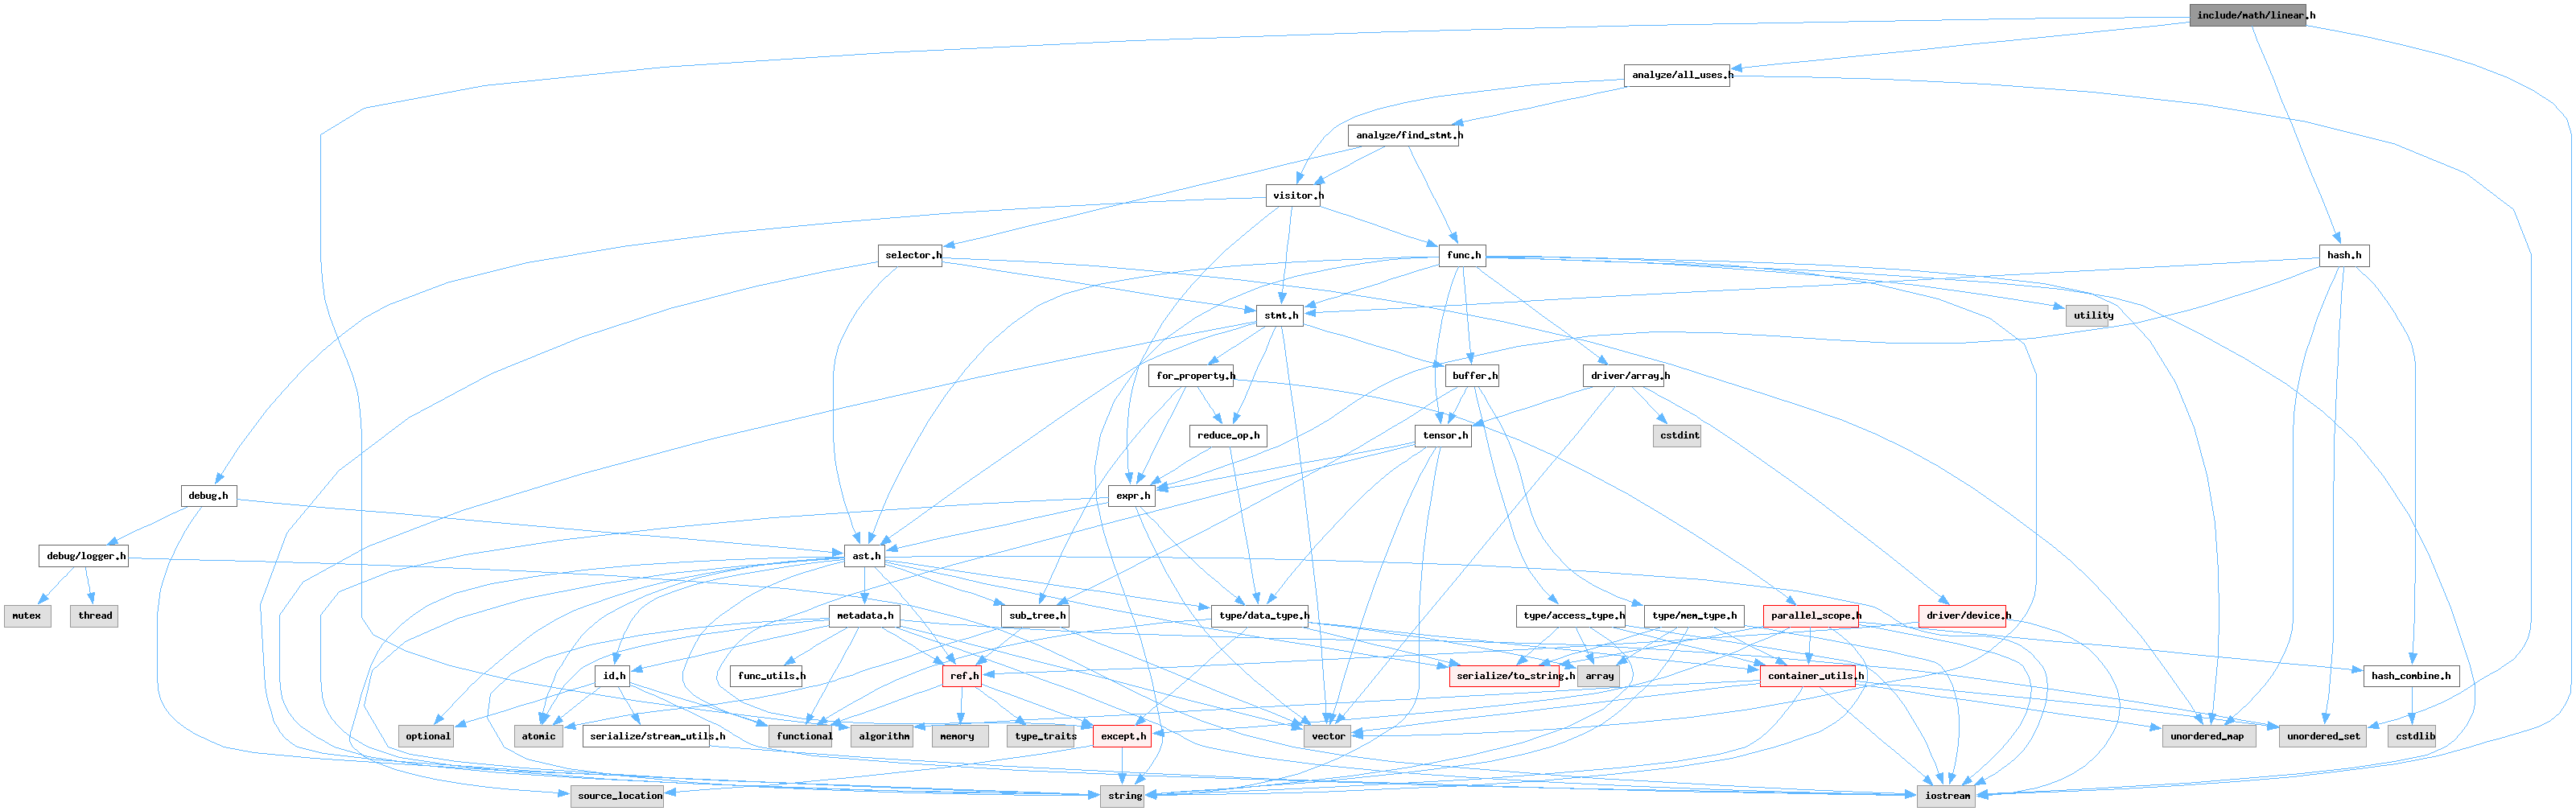 include/math/linear.h
analyze/all_uses.h
analyze/find_stmt.h
visitor.h
selector.h
func.h
hash.h
stmt.h
utility
for_property.h
buffer.h
driver/array.h
reduce_op.h
tensor.h
cstdint
debug.h
expr.h
debug/logger.h
ast.h
mutex
thread
metadata.h
sub_tree.h
type/data_type.h
type/access_type.h
type/mem_type.h
parallel_scope.h
driver/device.h
id.h
func_utils.h
ref.h
serialize/to_string.h
array
container_utils.h
hash_combine.h
optional
atomic
serialize/stream_utils.h
functional
algorithm
memory
type_traits
except.h
vector
unordered_map
unordered_set
cstdlib
source_location
string
iostream